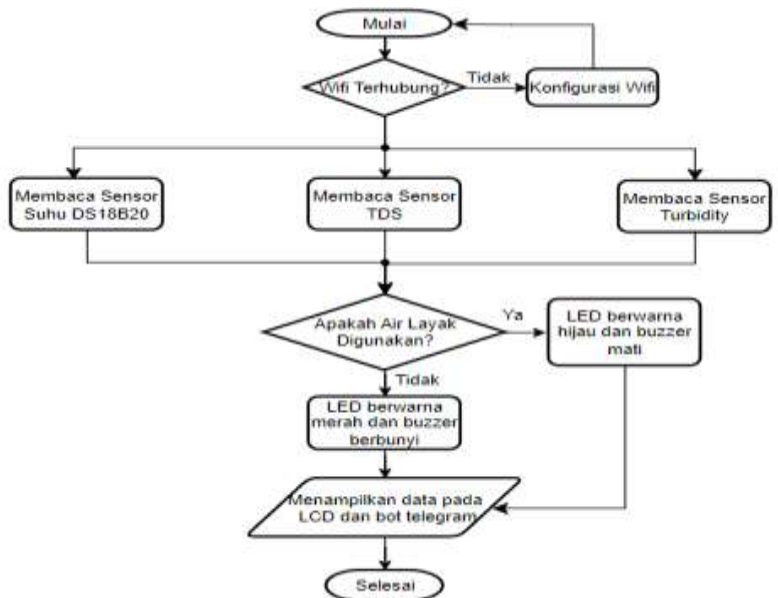 Mulai
Wifi Terhubung?
Tidak
Konfigurasi Wifi
Membaca Sensor
Suhu DS18B20
Membaca Sensor
TDS
Membaca Sensor
Turbidity
Apakah Air Layak
Digunakan?
Ya
LED berwarna
hijau dan buzzer
mati
Tidak
LED berwarna
merah dan buzzer
berbunyi
Menampilkan data pada
LCD dan bot telegram
Selesai